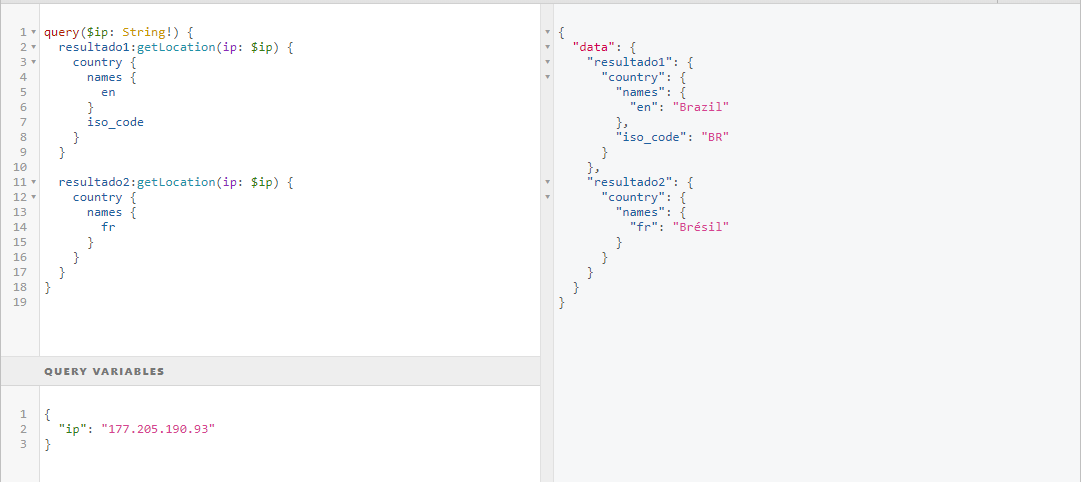 1 query($ip: String!) {
2 resultado1:getLocation(ip: $ip) {
3 country {
4 names {
5 en
6 }
7 iso_code
8 }
9 }
10
11 resultado2:getLocation(ip: $ip) {
12 country {
13 names {
14 fr
15 }
16 }
17 }
18 }
19
QUERY VARIABLES
1 {
2 "ip": "177.205.190.93"
3 }
{
"data": {
"resultado1": {
"country": {
"names": {
"en": "Brazil"
},
"iso_code": "BR"
}
},
"resultado2": {
"country": {
"names": {
"fr": "Brésil"
}
}
}
}
}